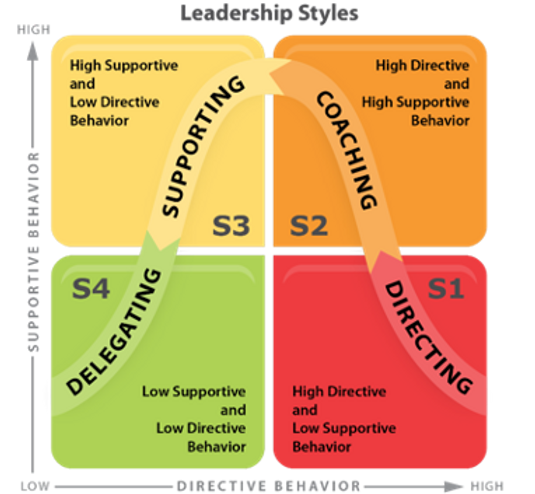 Leadership Styles
HIGH
SUPPORTIVE BEHAVIOR
High Supportive
and
Low Directive
Behavior
SUPPORTING
S3
High Directive
and
High Supportive
Behavior
COACHING
S2
S4
DELEGATING
Low Supportive
and
Low Directive
Behavior
S1
DIRECTING
High Directive
and
Low Supportive
Behavior
LOW
DIRECTIVE BEHAVIOR
HIGH